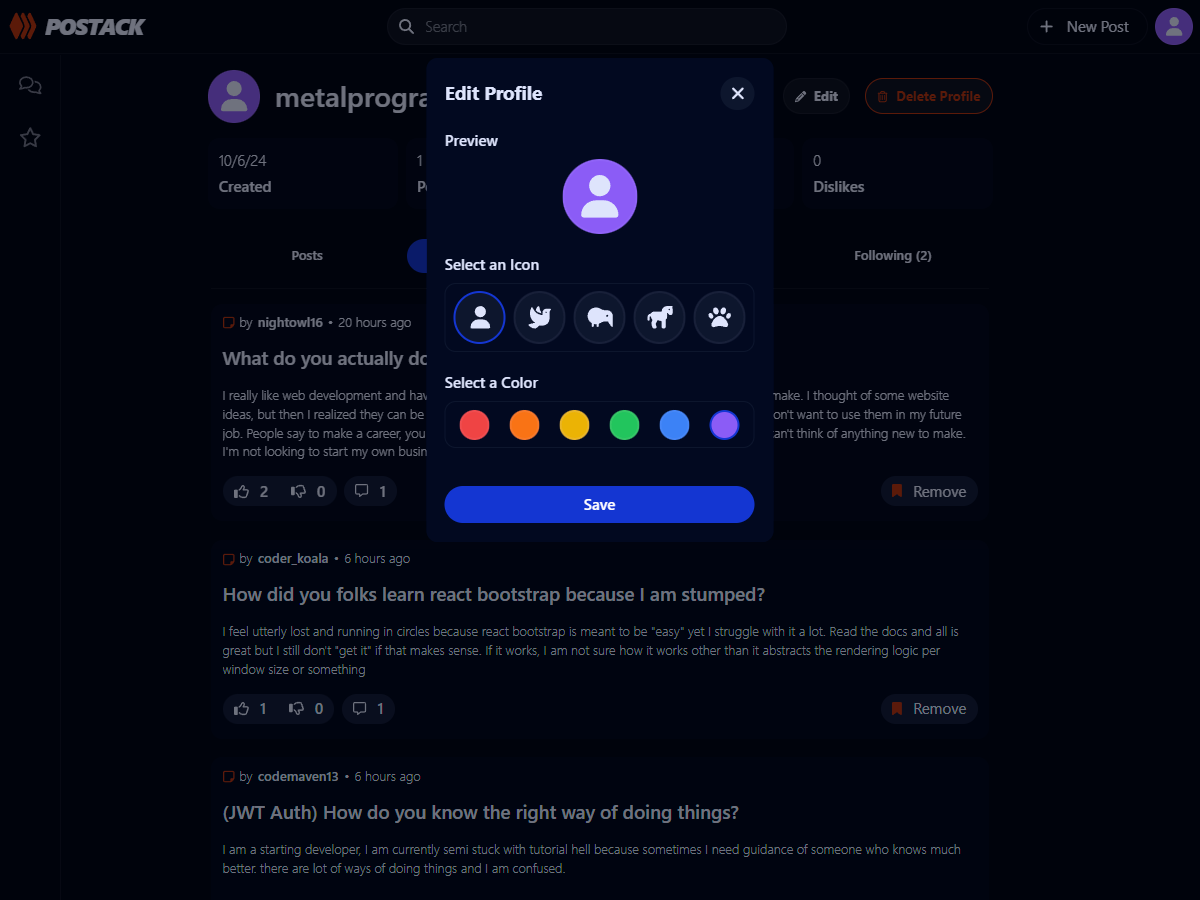 POSTACK
Search
New Post
metalprogra
Edit
Delete Profile
Edit Profile
Preview
10/6/24
Created
1
0
Dislikes
Posts
Following (2)
Select an Icon
Select a Color
Save
by nightowl16 • 20 hours ago
What do you actually do
I really like web development and hav
make. I thought of some website
ideas, but then I realized they can be
on't want to use them in my future
job. People say to make a career, you
can't think of anything new to make.
I'm not looking to start my own busin
2
0
1
Remove
by coder_koala • 6 hours ago
How did you folks learn react bootstrap because I am stumped?
I feel utterly lost and running in circles because react bootstrap is meant to be "easy" yet I struggle with it a lot. Read the docs and all is
great but I still don't "get it" if that makes sense. If it works, I am not sure how it works other than it abstracts the rendering logic per
window size or something
1
0
1
Remove
by codemaven13 • 6 hours ago
(JWT Auth) How do you know the right way of doing things?
I am a starting developer, I am currently semi stuck with tutorial hell because sometimes I need guidance of someone who knows much
better. there are lot of ways of doing things and I am confused.